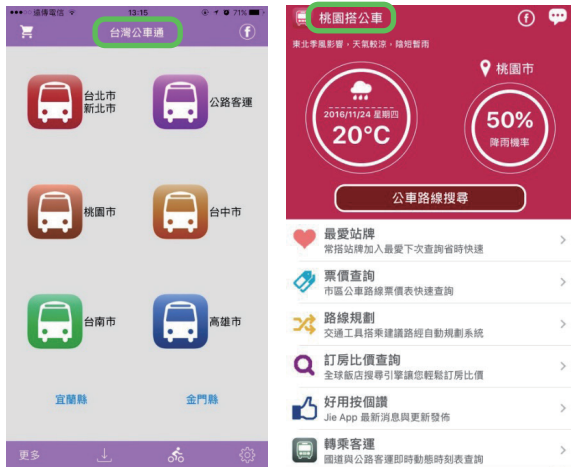 遠傳電信
13:15
71%
台灣公車通
台北市
新北市
公路客運
桃園市
台中市
台南市
高雄市
宜蘭縣
金門縣
更多
桃園搭公車
東北季風影響，天氣較涼，陰短暫雨
2016/11/24 星期四
20°C
桃園市
50%
降雨機率
公車路線搜尋
最愛站牌
常搭站牌加入最愛下次查詢省時快速
票價查詢
市區公車路線票價表快速查詢
路線規劃
交通工具搭乘建議路經自動規劃系統
訂房比價查詢
全球飯店搜尋引擎讓您輕鬆訂房比價
好用按個讚
Jie App 最新消息與更新發佈
轉乘客運
國道與公路客運即時動態時刻表查詢